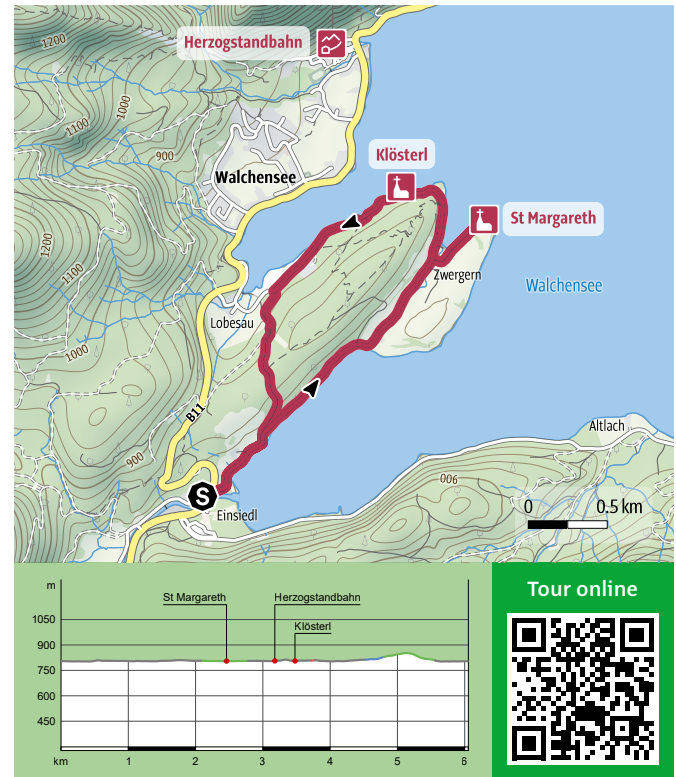 1200
Herzogstandbahn
1000
1100
900
Klösterl
Walchensee
St Margareth
1200
1100
Zwergern
Walchensee
Lobesau
1000
B11
Altlach
900
900
S
Einsiedl
0 0.5 km
m
St Margareth Herzogstandbahn
Klösterl
1050
900
750
600
450
km 1 2 3 4 5 6
Tour online